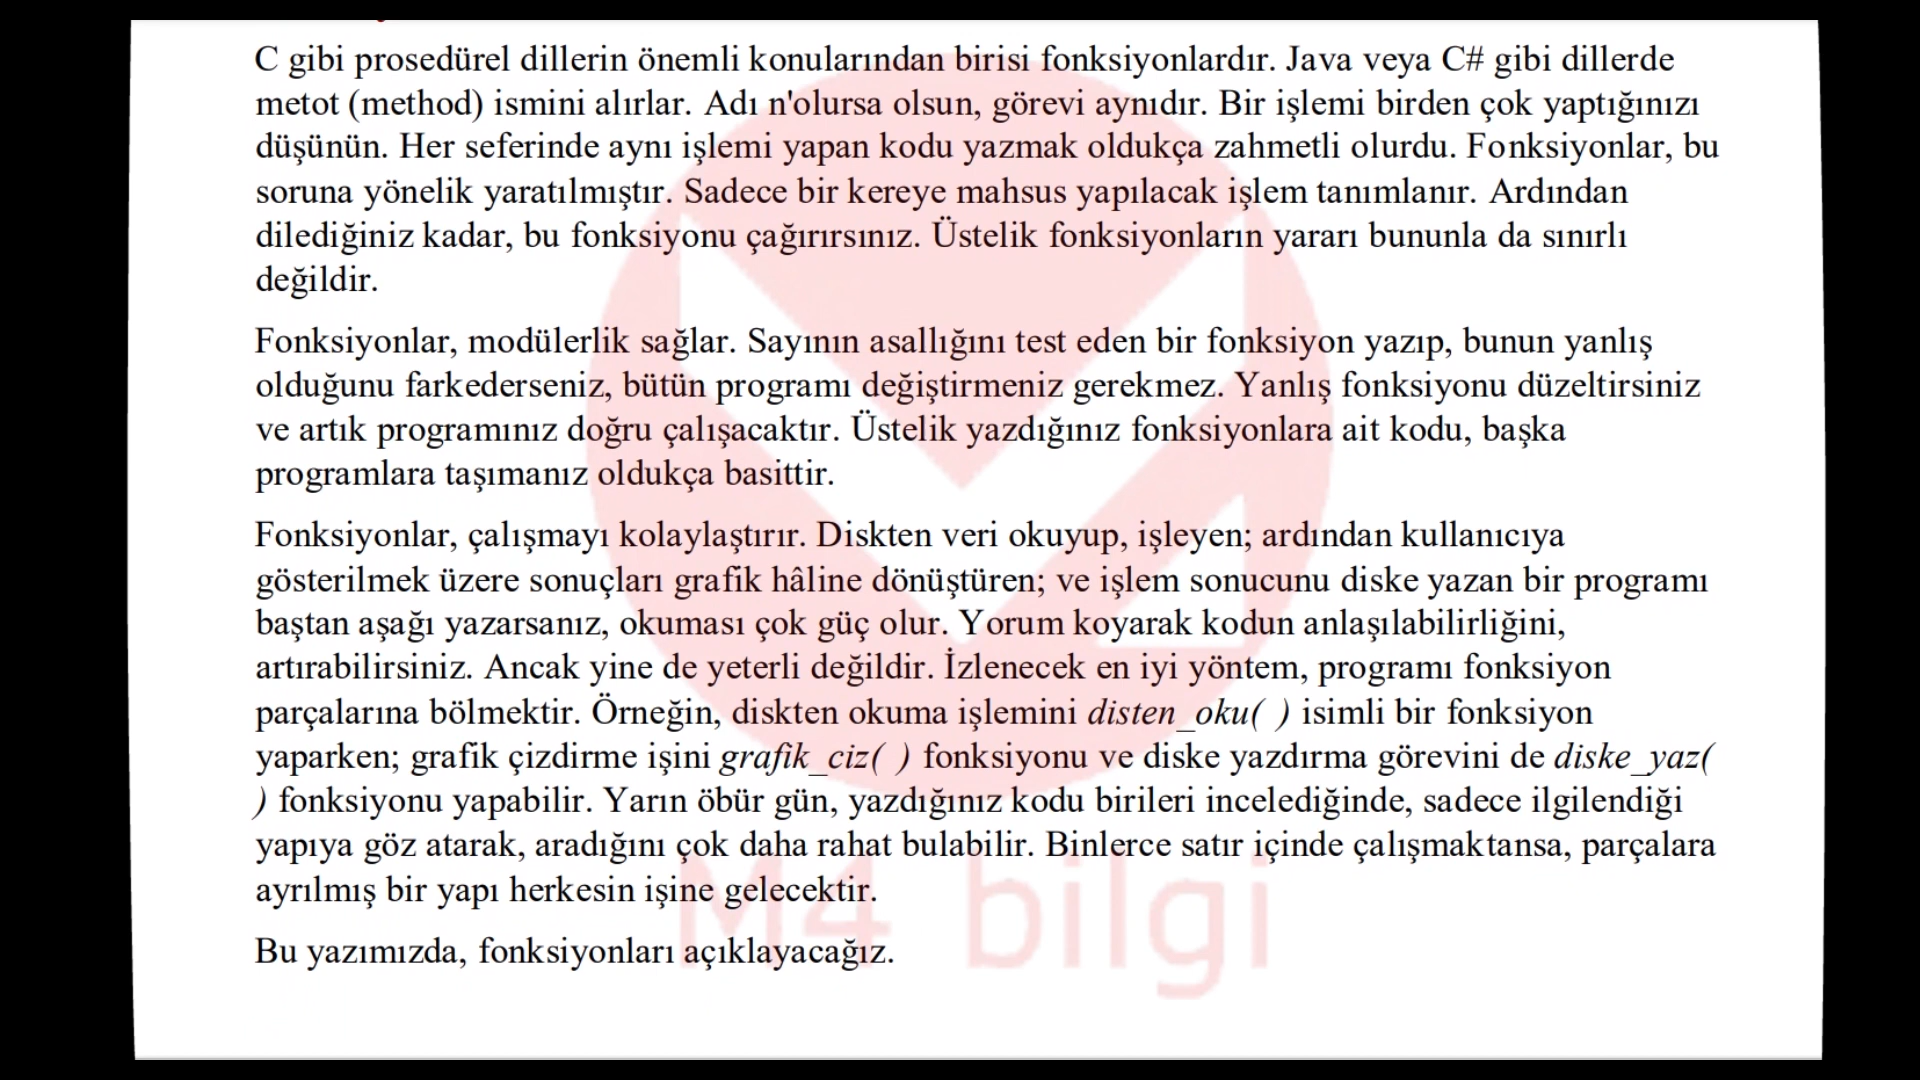 C gibi prosedürel dillerin önemli konularından birisi fonksiyonlardır. Java veya C# gibi dillerde
metot (method) ismini alırlar. Adı n'olursa olsun, görevi aynıdır. Bir işlemi birden çok yaptığınızı
düşünün. Her seferinde aynı işlemi yapan kodu yazmak oldukça zahmetli olurdu. Fonksiyonlar, bu
soruna yönelik yaratılmıştır. Sadece bir kereye mahsus yapılacak işlem tanımlanır. Ardından
dilediğiniz kadar, bu fonksiyonu çağırırsınız. Üstelik fonksiyonların yararı bununla da sınırlı
değildir.
Fonksiyonlar, modülerlik sağlar. Sayının asallığını test eden bir fonksiyon yazıp, bunun yanlış
olduğunu farkederseniz, bütün programı değiştirmeniz gerekmez. Yanlış fonksiyonu düzeltirsiniz
ve artık programınız doğru çalışacaktır. Üstelik yazdığınız fonksiyonlara ait kodu, başka
programlara taşımanız oldukça basittir.
Fonksiyonlar, çalışmayı kolaylaştırır. Diskten veri okuyup, işleyen; ardından kullanıcıya
gösterilmek üzere sonuçları grafik hâline dönüştüren; ve işlem sonucunu diske yazan bir programı
baştan aşağı yazarsanız, okuması çok güç olur. Yorum koyarak kodun anlaşılabilirliğini,
artırabilirsiniz. Ancak yine de yeterli değildir. İzlenecek en iyi yöntem, programı fonksiyon
parçalarına bölmektir. Örneğin, diskten okuma işlemini disten_oku( ) isimli bir fonksiyon
yaparken; grafik çizdirme işini grafik_ciz( ) fonksiyonu ve diske yazdırma görevini de diske_yaz(
) fonksiyonu yapabilir. Yarın öbür gün, yazdığınız kodu birileri incelediğinde, sadece ilgilendiği
yapıya göz atarak, aradığını çok daha rahat bulabilir. Binlerce satır içinde çalışmaktansa, parçalara
ayrılmış bir yapı herkesin işine gelecektir.
Bu yazımızda, fonksiyonları açıklayacağız.
M4 bilgi